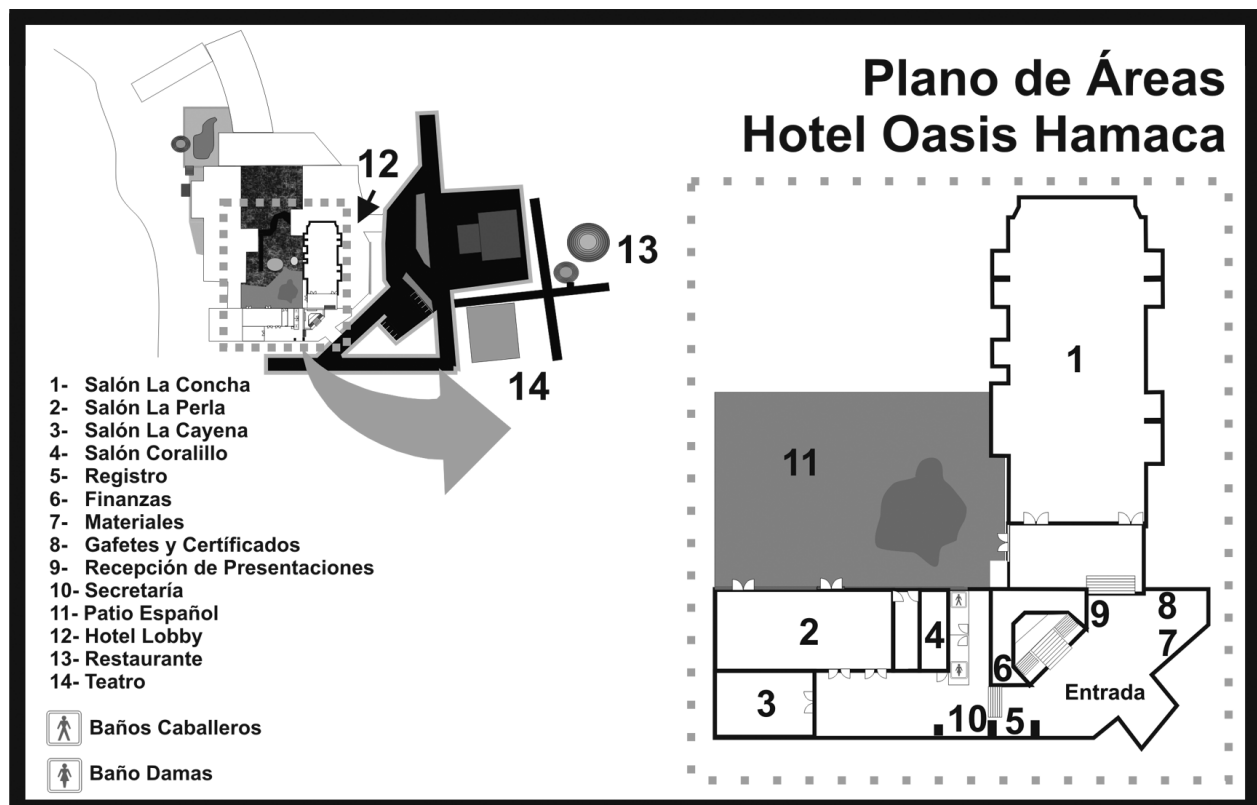 Plano de Áreas
Hotel Oasis Hamaca
12
13
14
1- Salón La Concha
2- Salón La Perla
3- Salón La Cayena
4- Salón Coralillo
5- Registro
6- Finanzas
7- Materiales
8- Gafetes y Certíficados
9- Recepción de Presentaciones
10- Secretaría
11- Patio Español
12- Hotel Lobby
13- Restaurante
14- Teatro
Baños Caballeros
Baño Damas
1
11
2
4
9
8
7
6
3
Entrada
10
5